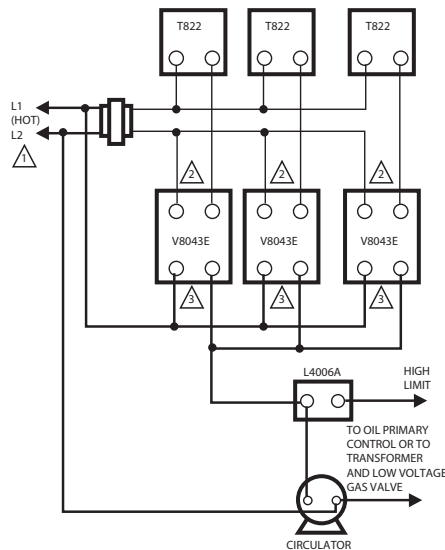 T822
T822
T822
L1
(HOT)
L2
1
2
2
2
V8043E
V8043E
V8043E
3
3
3
L4006A
HIGH
LIMIT
TO OIL PRIMARY
CONTROL OR TO
TRANSFORMER
AND LOW VOLTAGE
GAS VALVE
CIRCULATOR